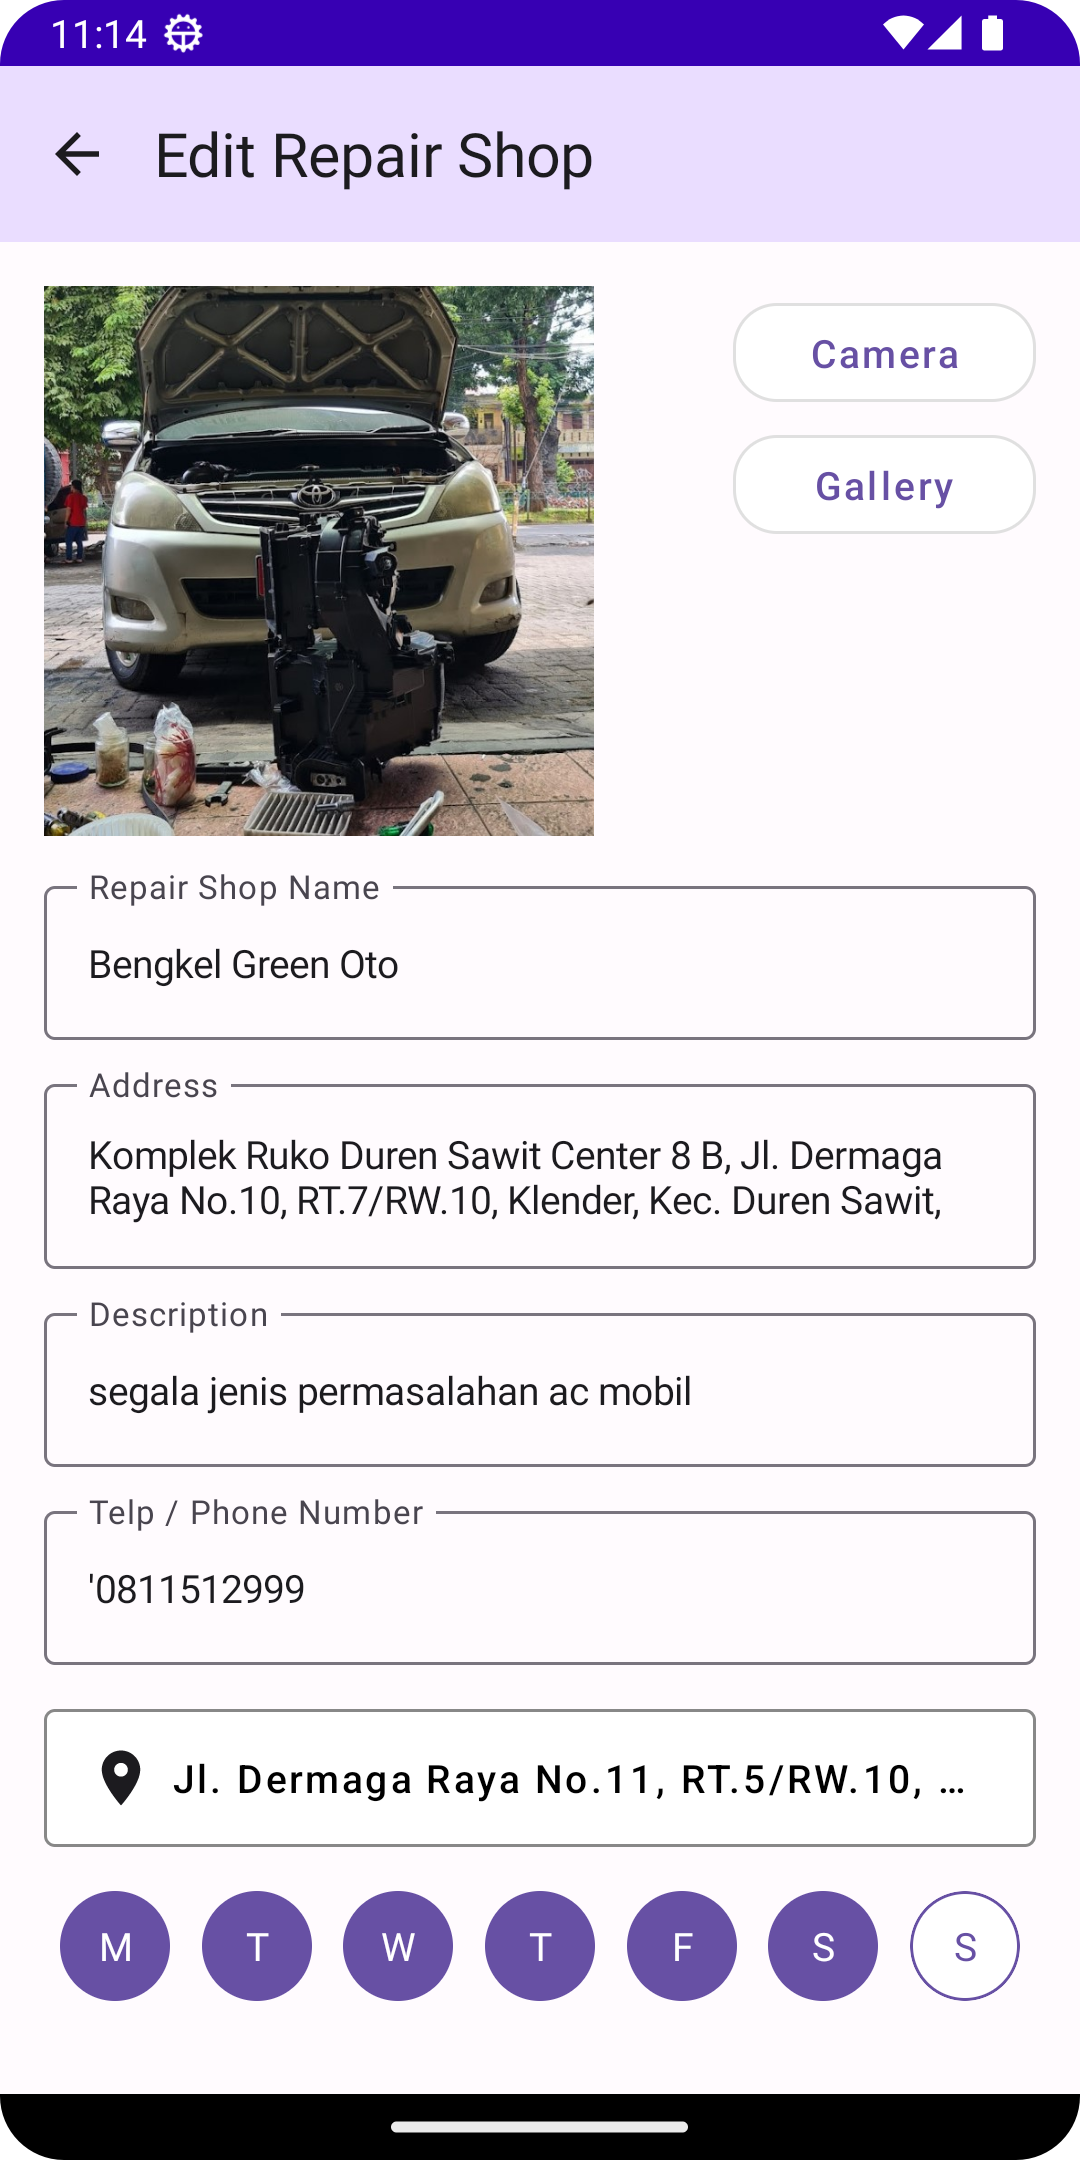 11:14
Edit Repair Shop
Camera
Gallery
Repair Shop Name
Bengkel Green Oto
Address
Komplek Ruko Duren Sawit Center 8 B, Jl. Dermaga
Raya No.10, RT.7/RW.10, Klender, Kec. Duren Sawit,
Description
segala jenis permasalahan ac mobil
Telp / Phone Number
'0811512999
Jl. Dermaga Raya No.11, RT.5/RW.10, ...
M T W T F S S